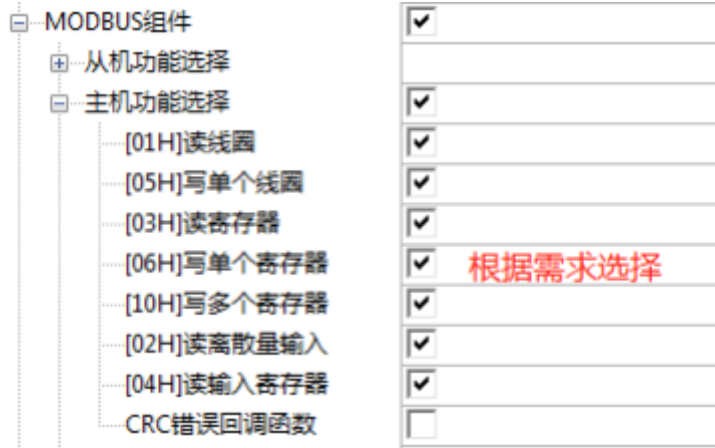 MODBUS组件
从机功能选择
主机功能选择
[01H]读线圈
[05H]写单个线圈
[03H]读寄存器
[06H]写单个寄存器 根据需求选择
[10H]写多个寄存器
[02H]读离散量输入
[04H]读输入寄存器
CRC错误回调函数